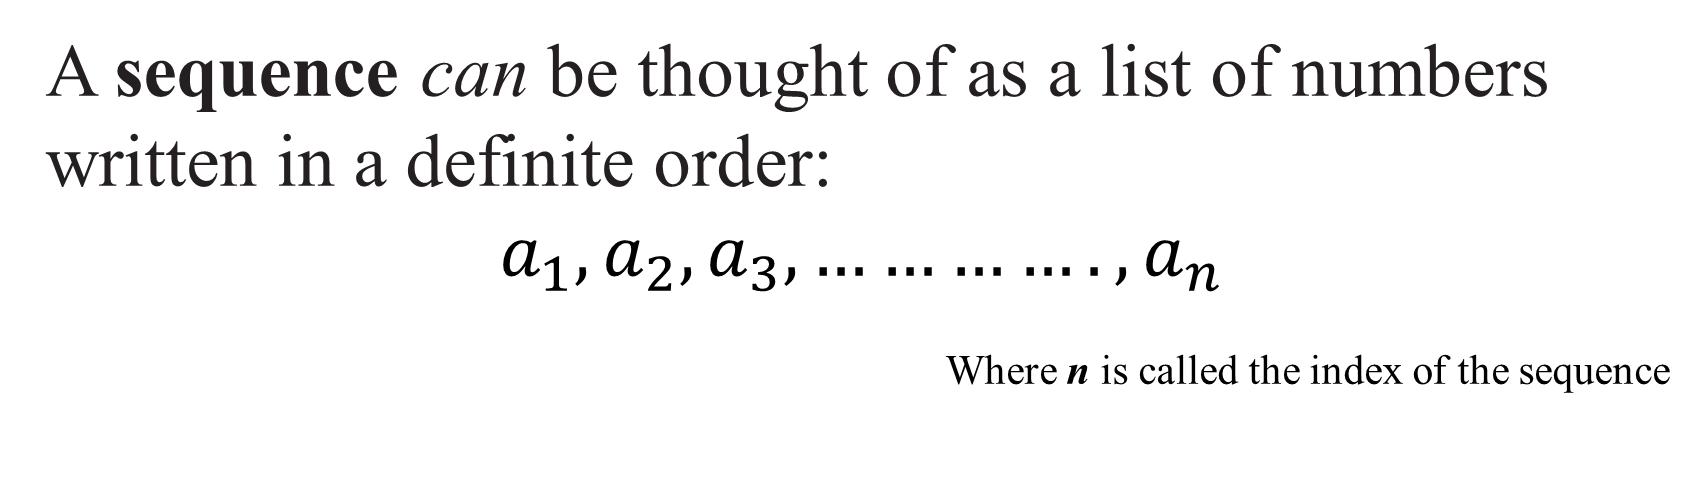 A sequence can be thought of as a list of numbers
written in a definite order:
𝑎₁, 𝑎₂, 𝑎₃, … … … … . , 𝑎ₙ
Where n is called the index of the sequence